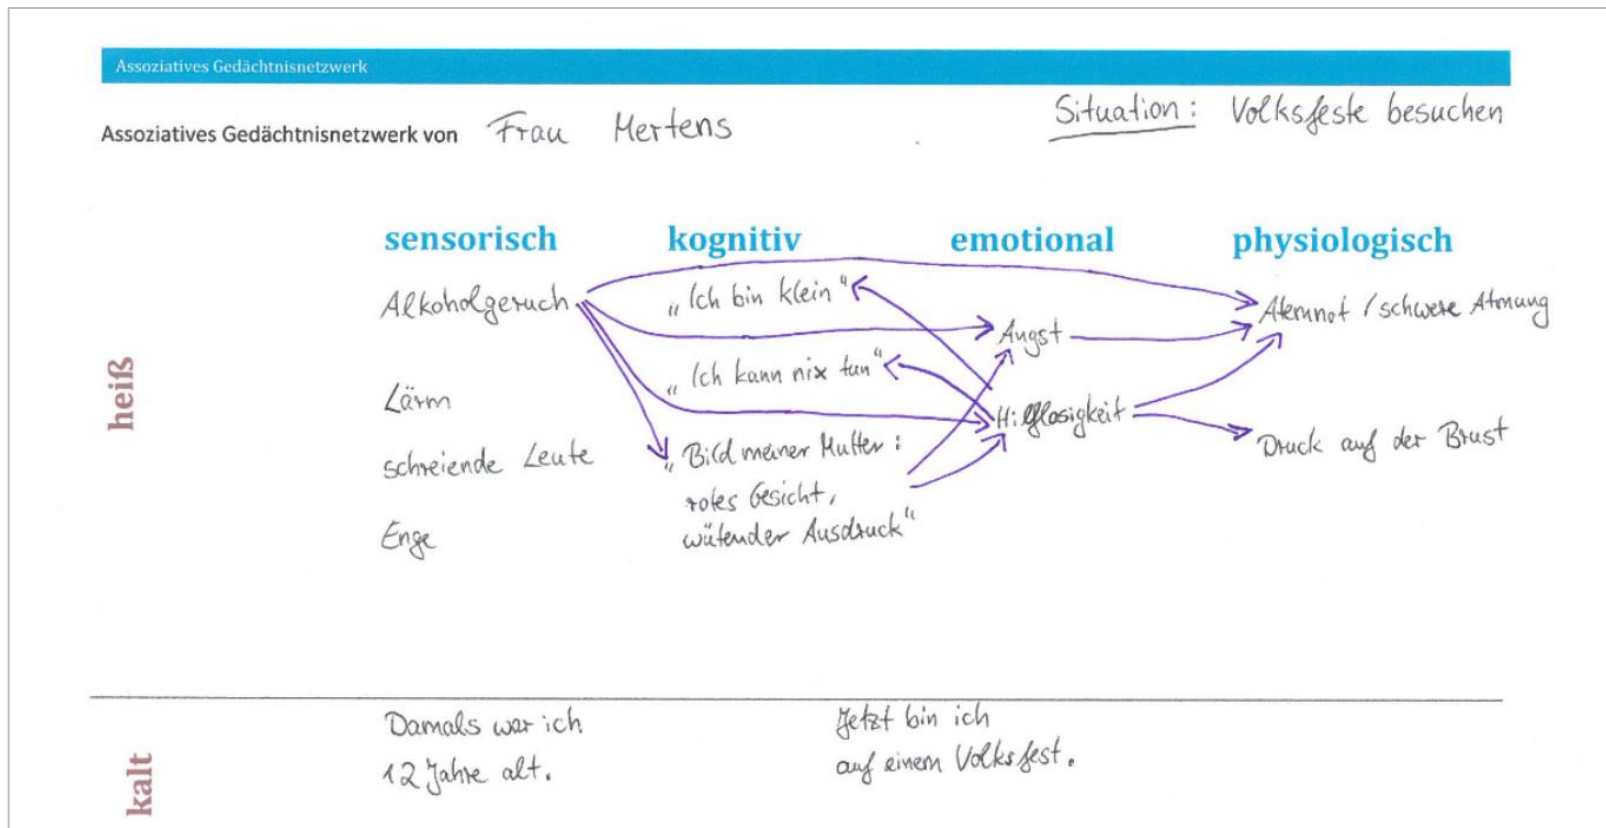 Assoziatives Gedächtnisnetzwerk
Assoziatives Gedächtnisnetzwerk von Frau Mertens
Situation: Volksfeste besuchen
sensorisch kognitiv emotional physiologisch
heiß
Alkoholgeruch
Lärm
schreiende Leute
Enge
„Ich bin klein“
„Ich kann nix tun“
„Bild meiner Mutter:
rotes Gesicht,
wütender Ausdruck“
Angst
Hilflosigkeit
Atemnot / schwere Atmung
Druck auf der Brust
kalt
Damals war ich
12 Jahre alt.
Jetzt bin ich
auf einem Volksfest.